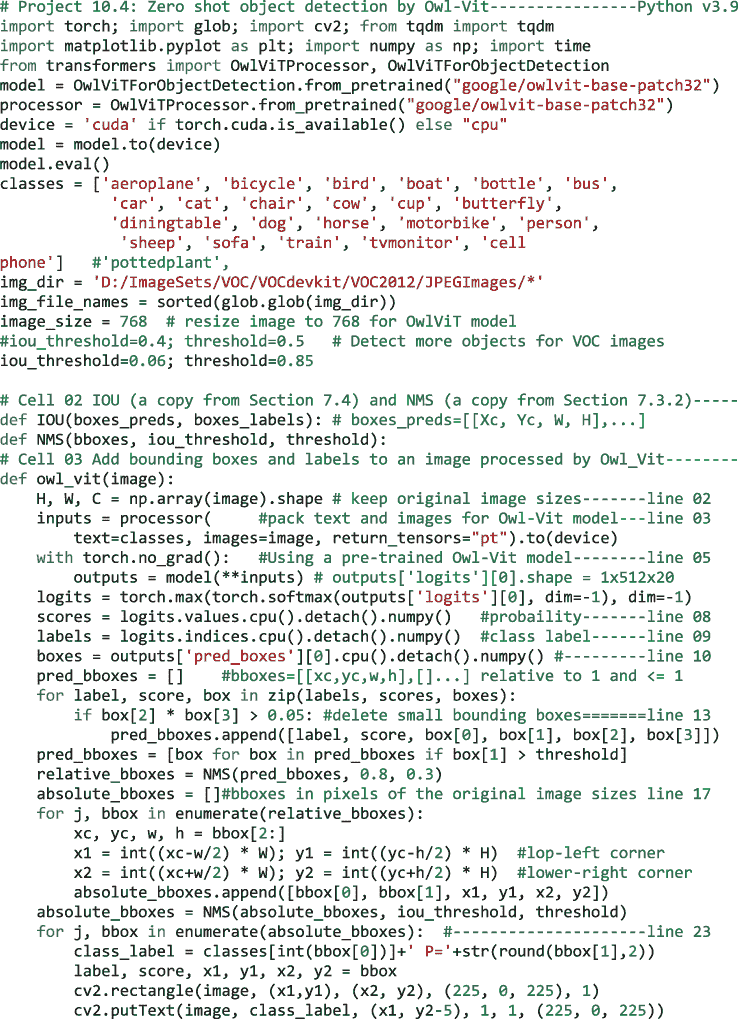 # Project 10.4: Zero shot object detection by Owl-Vit----------------Python v3.9
import torch; import glob; import cv2; from tqdm import tqdm
import matplotlib.pyplot as plt; import numpy as np; import time
from transformers import OwlViTProcessor, OwlViTForObjectDetection
model = OwlViTForObjectDetection.from_pretrained("google/owlvit-base-patch32")
processor = OwlViTProcessor.from_pretrained("google/owlvit-base-patch32")
device = 'cuda' if torch.cuda.is_available() else "cpu"
model = model.to(device)
model.eval()
classes = ['aeroplane', 'bicycle', 'bird', 'boat', 'bottle', 'bus',
            'car', 'cat', 'chair', 'cow', 'cup', 'butterfly',
            'diningtable', 'dog', 'horse', 'motorbike', 'person',
             'sheep', 'sofa', 'train', 'tvmonitor', 'cell
phone']   #'pottedplant',
img_dir = 'D:/ImageSets/VOC/VOCdevkit/VOC2012/JPEGImages/*'
img_file_names = sorted(glob.glob(img_dir))
image_size = 768  # resize image to 768 for OwlViT model
#iou_threshold=0.4; threshold=0.5   # Detect more objects for VOC images
iou_threshold=0.06; threshold=0.85

# Cell 02 IOU (a copy from Section 7.4) and NMS (a copy from Section 7.3.2)-----
def IOU(boxes_preds, boxes_labels): # boxes_preds=[[Xc, Yc, W, H],...]
def NMS(bboxes, iou_threshold, threshold):
# Cell 03 Add bounding boxes and labels to an image processed by Owl_Vit--------
def owl_vit(image):
    H, W, C = np.array(image).shape # keep original image sizes-------line 02
    inputs = processor(     #pack text and images for Owl-Vit model---line 03
        text=classes, images=image, return_tensors="pt").to(device)
    with torch.no_grad():   #Using a pre-trained Owl-Vit model--------line 05
        outputs = model(**inputs) # outputs['logits'][0].shape = 1x512x20
    logits = torch.max(torch.softmax(outputs['logits'][0], dim=-1), dim=-1)
    scores = logits.values.cpu().detach().numpy()   #probaility-------line 08
    labels = logits.indices.cpu().detach().numpy()  #class label------line 09
    boxes = outputs['pred_boxes'][0].cpu().detach().numpy() #---------line 10
    pred_bboxes = []    #bboxes=[[xc,yc,w,h],[]...] relative to 1 and <= 1
    for label, score, box in zip(labels, scores, boxes):
        if box[2] * box[3] > 0.05: #delete small bounding boxes=======line 13
            pred_bboxes.append([label, score, box[0], box[1], box[2], box[3]])
    pred_bboxes = [box for box in pred_bboxes if box[1] > threshold]
    relative_bboxes = NMS(pred_bboxes, 0.8, 0.3)
    absolute_bboxes = []#bboxes in pixels of the original image sizes line 17
    for j, bbox in enumerate(relative_bboxes):
        xc, yc, w, h = bbox[2:]
        x1 = int((xc-w/2) * W); y1 = int((yc-h/2) * H)  #lop-left corner
        x2 = int((xc+w/2) * W); y2 = int((yc+h/2) * H)  #lower-right corner
        absolute_bboxes.append([bbox[0], bbox[1], x1, y1, x2, y2])
    absolute_bboxes = NMS(absolute_bboxes, iou_threshold, threshold)
    for j, bbox in enumerate(absolute_bboxes):  #---------------------line 23
        class_label = classes[int(bbox[0])]+' P='+str(round(bbox[1],2))
        label, score, x1, y1, x2, y2 = bbox
        cv2.rectangle(image, (x1,y1), (x2, y2), (225, 0, 225), 1)
        cv2.putText(image, class_label, (x1, y2-5), 1, 1, (225, 0, 225))